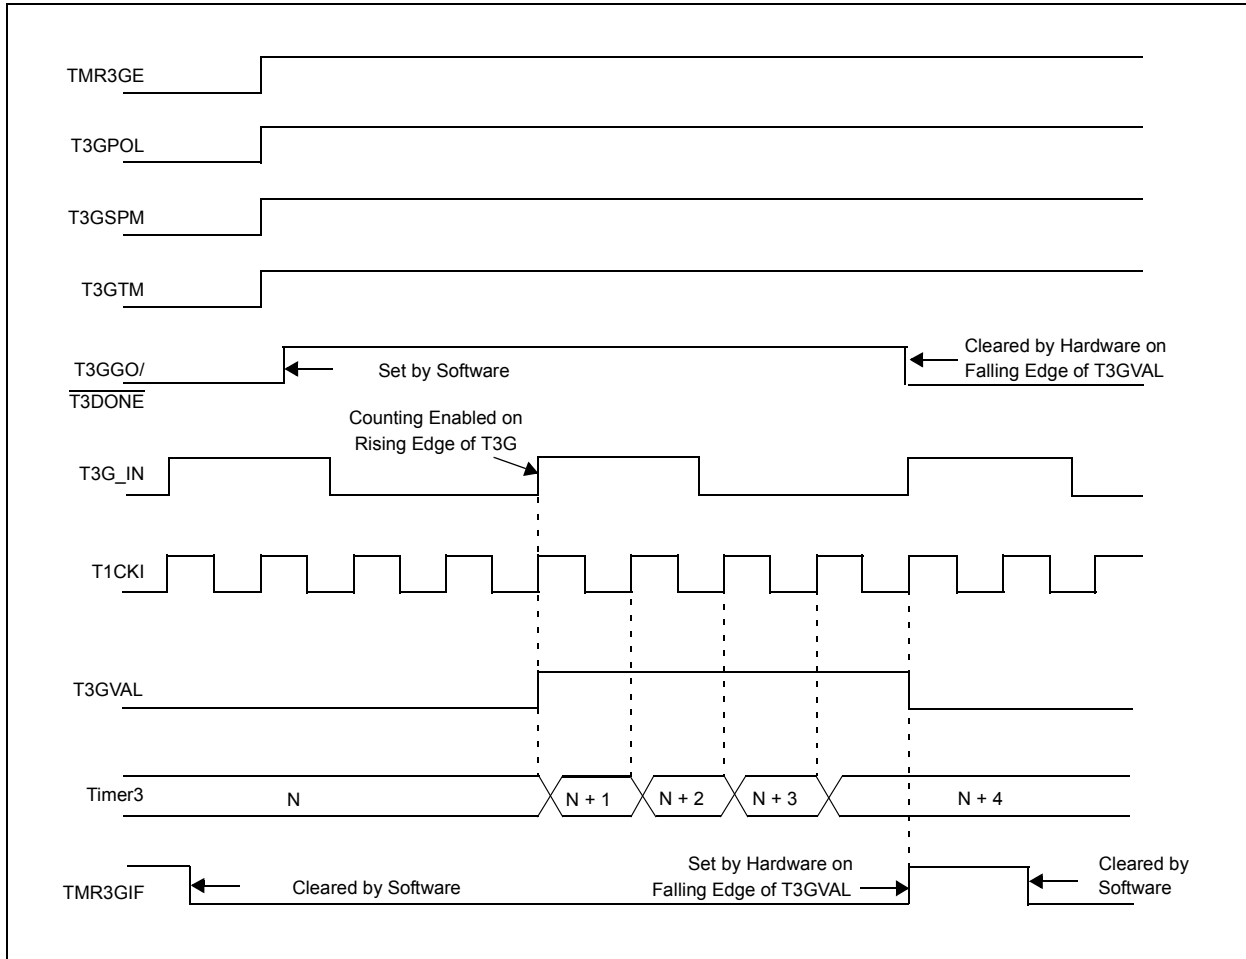 TMR3GE
T3GPOL
T3GSPM
T3GTM
T3GGO/
T3DONE
Set by Software
Cleared by Hardware on
Falling Edge of T3GVAL
Counting Enabled on
Rising Edge of T3G
T3G_IN
T1CKI
T3GVAL
Timer3
N
N + 1
N + 2
N + 3
N + 4
TMR3GIF
Cleared by Software
Set by Hardware on
Falling Edge of T3GVAL
Cleared by
Software